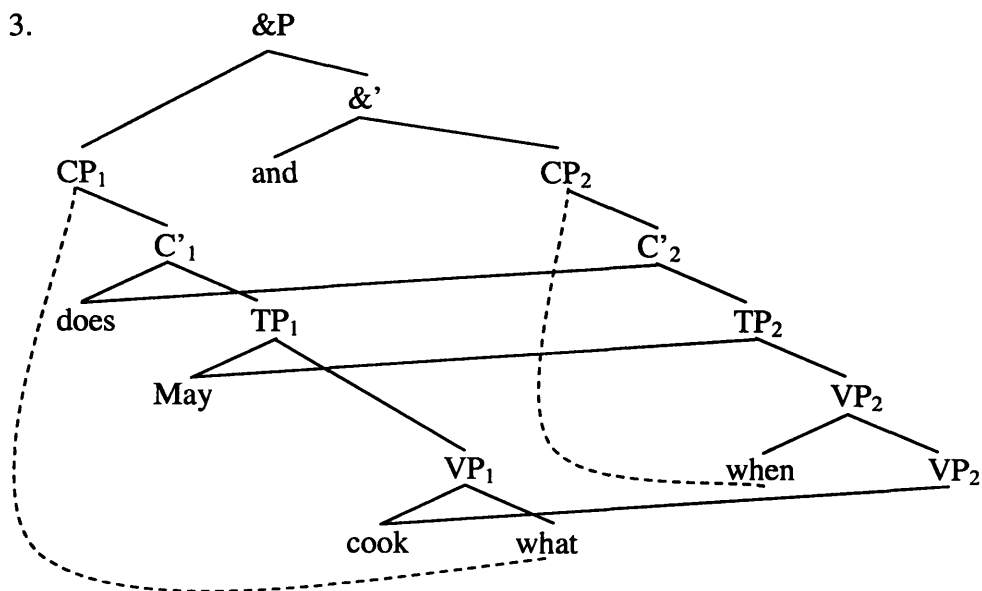 3. &P
&’
CP₁ and CP₂
C’₁ C’₂
does TP₁ TP₂
May VP₂
VP₁ when VP₂
cook what